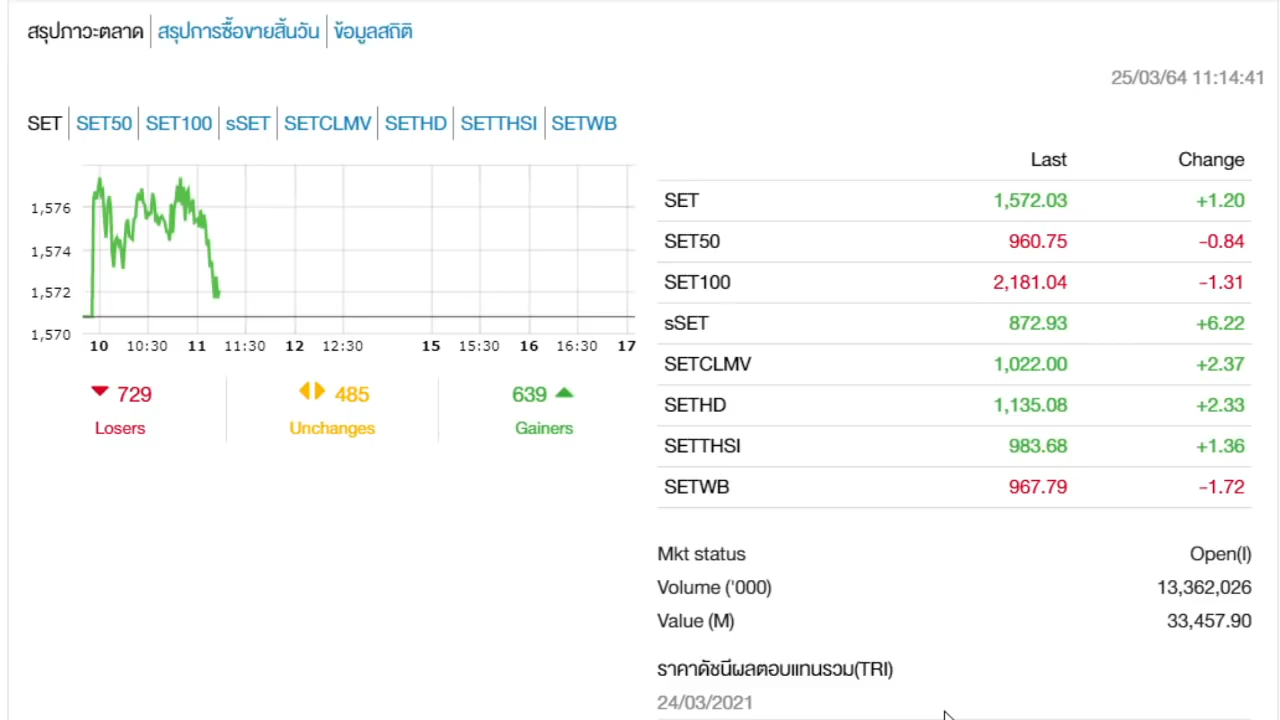 สรุปภาวะตลาด สรุปการซื้อขายสิ้นวัน ข้อมูลสถิติ
25/03/64 11:14:41
SET SET50 SET100 sSET SETCLMV SETHD SETTHSI SETWB
1,576
1,574
1,572
1,570
10 10:30 11 11:30 12 12:30 15 15:30 16 16:30 17
729 485 639
Losers Unchanges Gainers
Last Change
SET 1,572.03 +1.20
SET50 960.75 -0.84
SET100 2,181.04 -1.31
sSET 872.93 +6.22
SETCLMV 1,022.00 +2.37
SETHD 1,135.08 +2.33
SETTHSI 983.68 +1.36
SETWB 967.79 -1.72
Mkt status Open(I)
Volume ('000) 13,362,026
Value (M) 33,457.90
ราคาดัชนีผลตอบแทนรวม(TRI)
24/03/2021